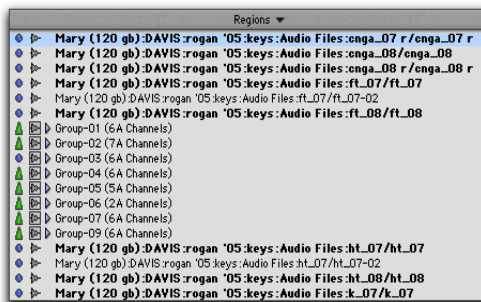 Regions
Mary (120 gb):DAVIS:rogan '05:keys:Audio Files:cnga_07 r/cnga_07 r
Mary (120 gb):DAVIS:rogan '05:keys:Audio Files:cnga_08/cnga_08
Mary (120 gb):DAVIS:rogan '05:keys:Audio Files:cnga_08 r/cnga_08 r
Mary (120 gb):DAVIS:rogan '05:keys:Audio Files:ft_07/ft_07
Mary (120 gb):DAVIS:rogan '05:keys:Audio Files:ft_07/ft_07-02
Mary (120 gb):DAVIS:rogan '05:keys:Audio Files:ft_08/ft_08
Group-01 (6A Channels)
Group-02 (7A Channels)
Group-03 (6A Channels)
Group-04 (6A Channels)
Group-05 (5A Channels)
Group-06 (2A Channels)
Group-07 (6A Channels)
Group-09 (6A Channels)
Mary (120 gb):DAVIS:rogan '05:keys:Audio Files:ht_07/ht_07
Mary (120 gb):DAVIS:rogan '05:keys:Audio Files:ht_07/ht_07-02
Mary (120 gb):DAVIS:rogan '05:keys:Audio Files:ht_08/ht_08
Mary (120 gb):DAVIS:rogan '05:keys:Audio Files:k_07/k_07